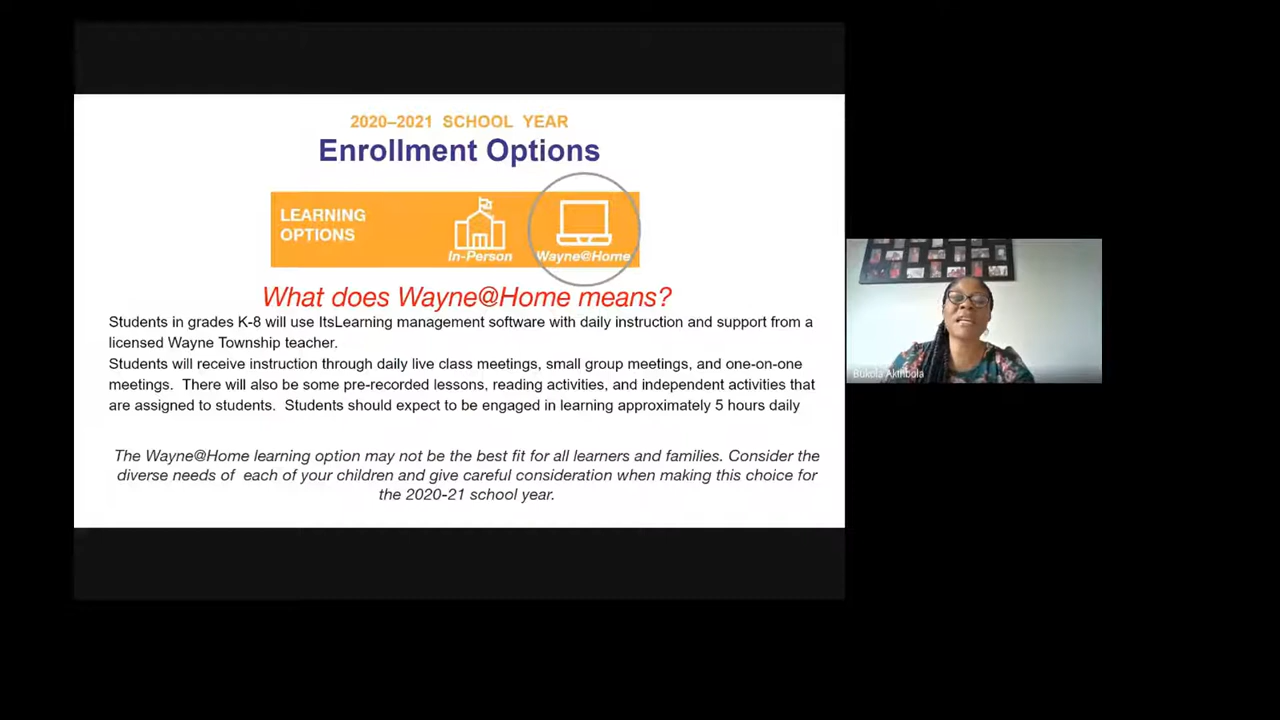 2020–2021 SCHOOL YEAR
Enrollment Options
LEARNING
OPTIONS
In-Person
Wayne@Home
What does Wayne@Home means?
Students in grades K-8 will use ItsLearning management software with daily instruction and support from a
licensed Wayne Township teacher.
Students will receive instruction through daily live class meetings, small group meetings, and one-on-one
meetings. There will also be some pre-recorded lessons, reading activities, and independent activities that
are assigned to students. Students should expect to be engaged in learning approximately 5 hours daily
The Wayne@Home learning option may not be the best fit for all learners and families. Consider the
diverse needs of each of your children and give careful consideration when making this choice for
the 2020-21 school year.
Bukola Akinbola